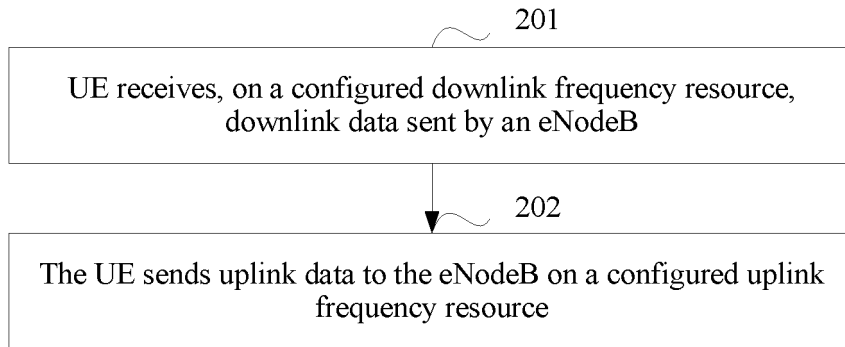 201
UE receives, on a configured downlink frequency resource,
downlink data sent by an eNodeB
202
The UE sends uplink data to the eNodeB on a configured uplink
frequency resource